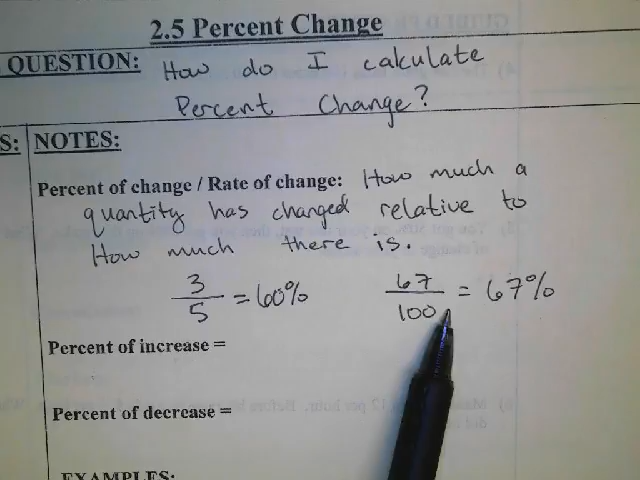 2.5 Percent Change
QUESTION: How do I calculate
Percent Change?
S: NOTES:
Percent of change / Rate of change: How much a
quantity has changed relative to
How much there is.
3/5 = 60% 67/100 = 67%
Percent of increase =
Percent of decrease =
EXAMPLES: